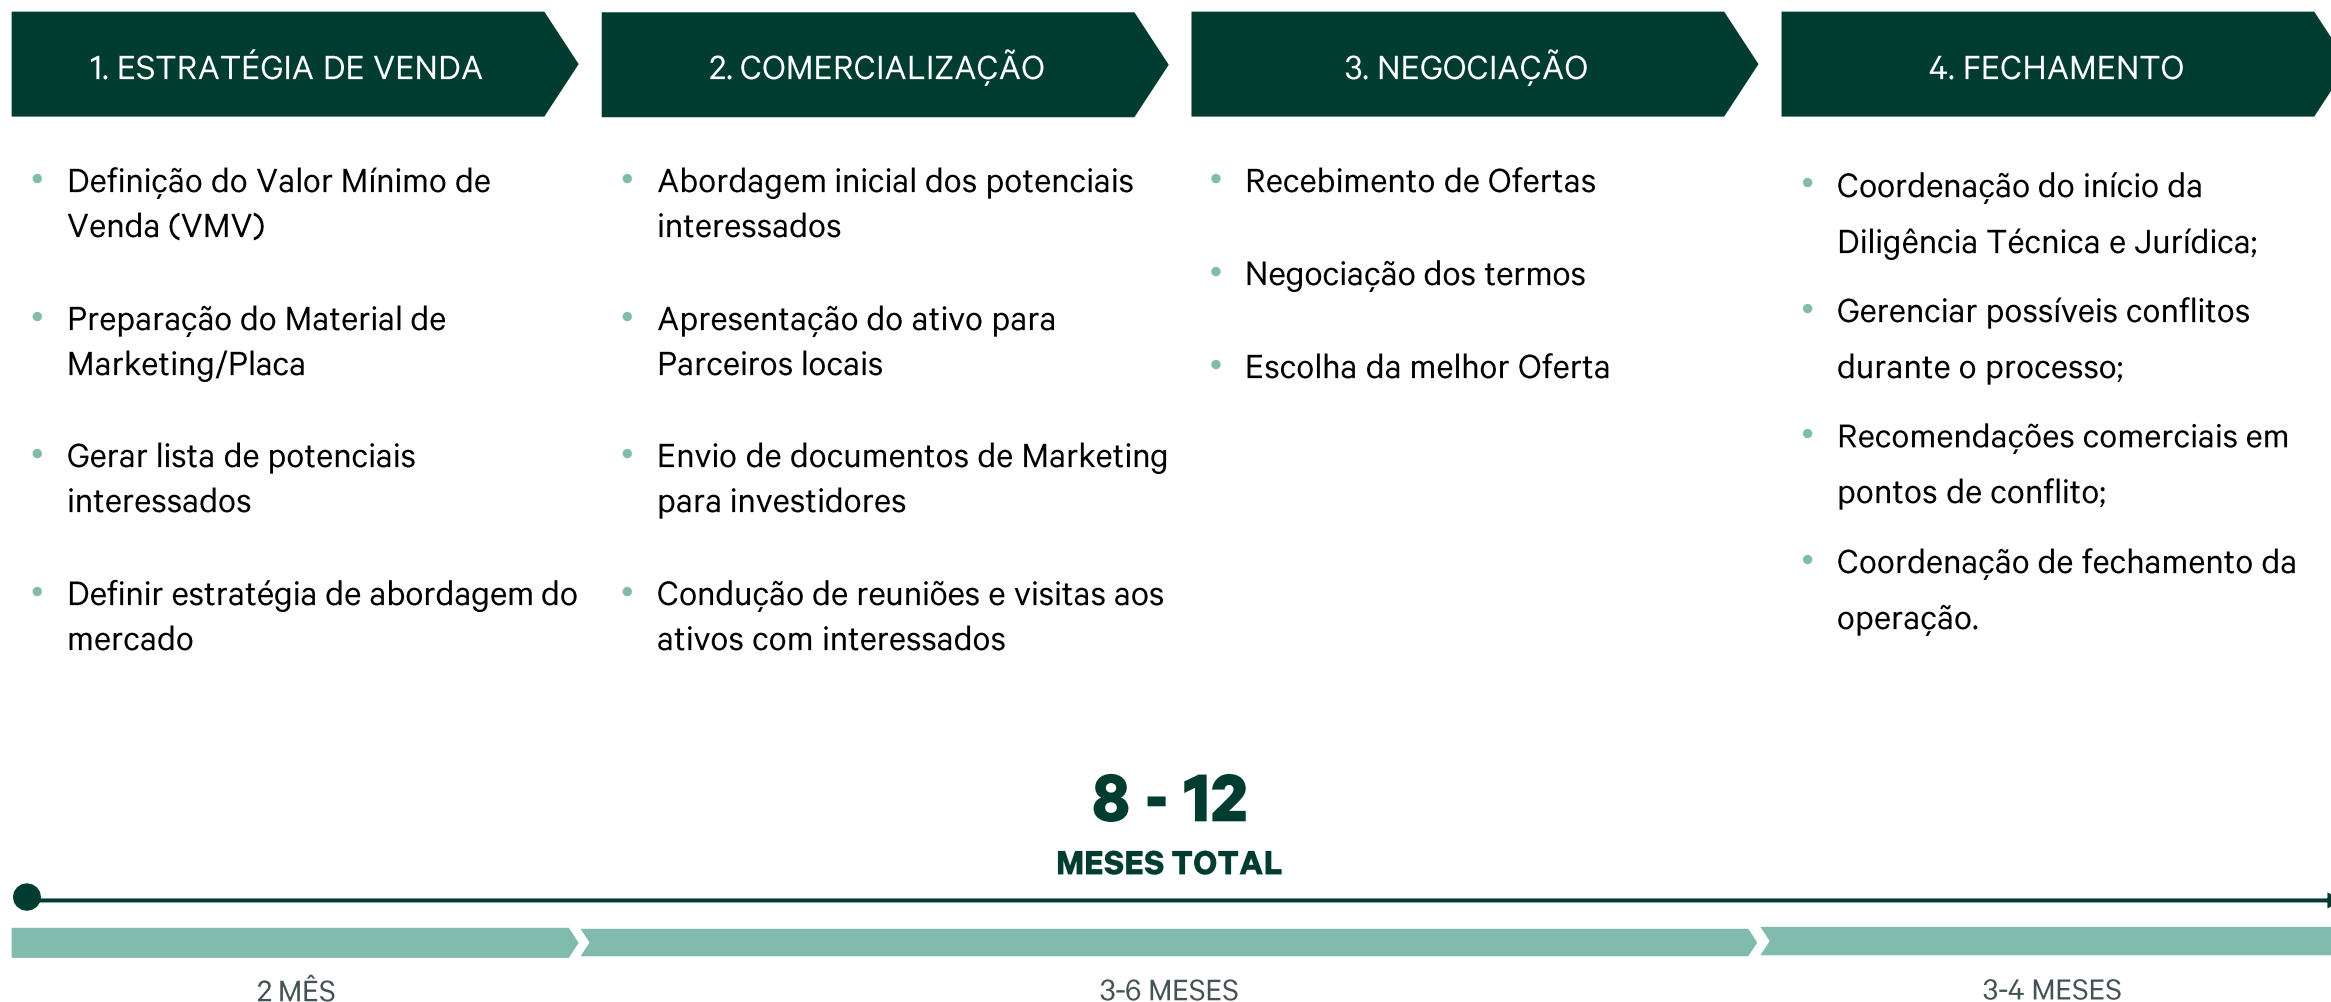 1. ESTRATÉGIA DE VENDA
Definição do Valor Mínimo de
Venda (VMV)
Preparação do Material de
Marketing/Placa
Gerar lista de potenciais
interessados
Definir estratégia de abordagem do
mercado
2. COMERCIALIZAÇÃO
Abordagem inicial dos potenciais
interessados
Apresentação do ativo para
Parceiros locais
Envio de documentos de Marketing
para investidores
Condução de reuniões e visitas aos
ativos com interessados
3. NEGOCIAÇÃO
Recebimento de Ofertas
Negociação dos termos
Escolha da melhor Oferta
4. FECHAMENTO
Coordenação do início da
Diligência Técnica e Jurídica;
Gerenciar possíveis conflitos
durante o processo;
Recomendações comerciais em
pontos de conflito;
Coordenação de fechamento da
operação.
8 - 12
MESES TOTAL
2 MÊS
3-6 MESES
3-4 MESES